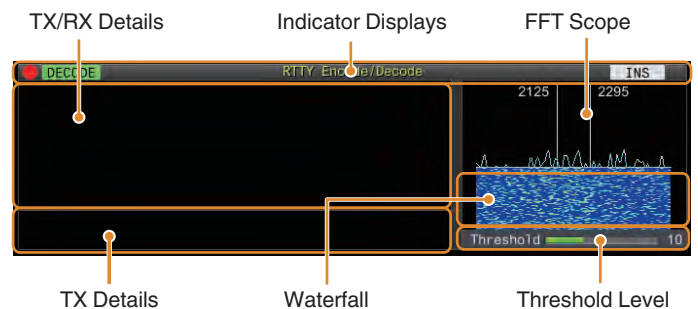 TX/RX Details Indicator Displays FFT Scope
DECODE RTTY Encode/Decode INS
2125 2295
Threshold 10
TX Details Waterfall Threshold Level